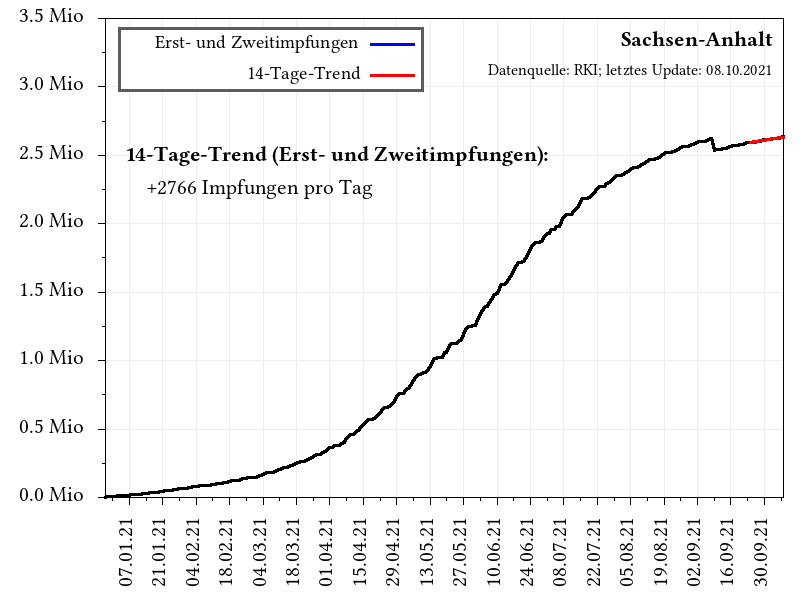 3.5 Mio
3.0 Mio
2.5 Mio
2.0 Mio
1.5 Mio
1.0 Mio
0.5 Mio
0.0 Mio
Erst- und Zweitimpfungen
14-Tage-Trend
Sachsen-Anhalt
Datenquelle: RKI; letztes Update: 08.10.2021
14-Tage-Trend (Erst- und Zweitimpfungen):
+2766 Impfungen pro Tag
07.01.21
21.01.21
04.02.21
18.02.21
04.03.21
18.03.21
01.04.21
15.04.21
29.04.21
13.05.21
27.05.21
10.06.21
24.06.21
08.07.21
22.07.21
05.08.21
19.08.21
02.09.21
16.09.21
30.09.21